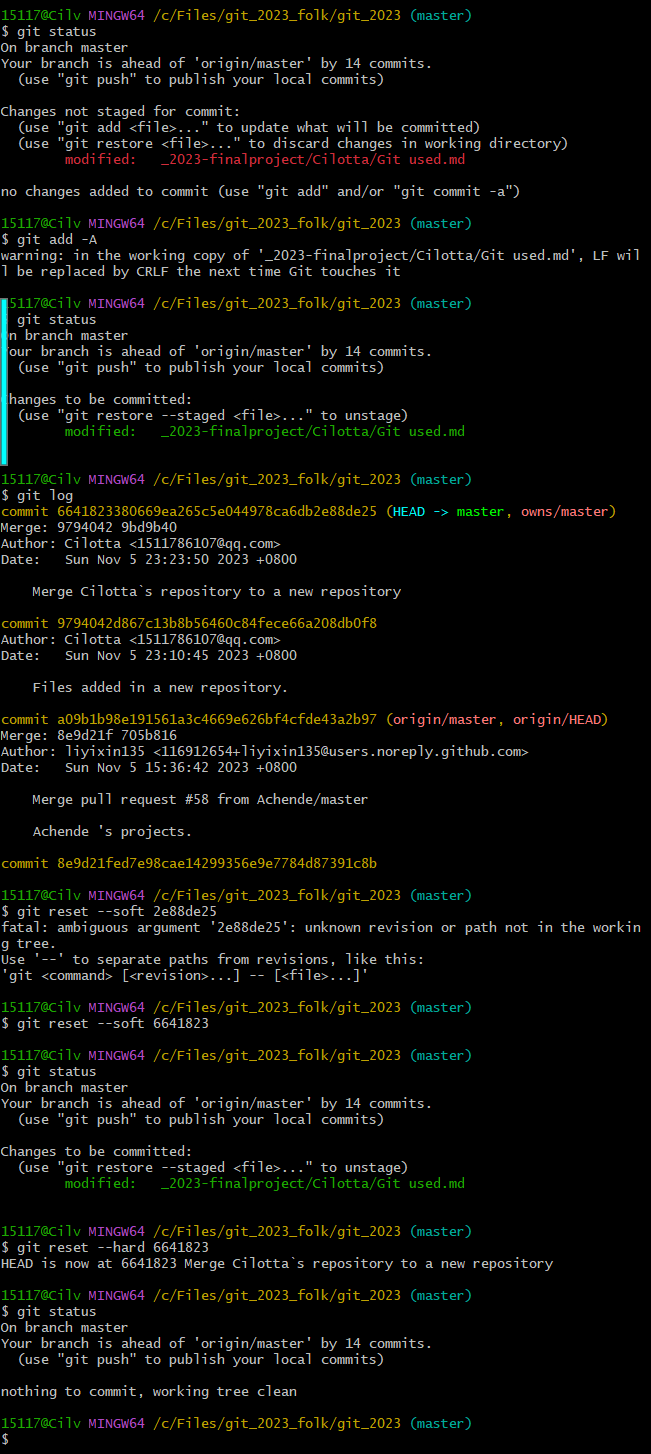 15117@Cilv MINGW64 /c/Files/git_2023_folk/git_2023 (master)
$ git status
On branch master
Your branch is ahead of 'origin/master' by 14 commits.
  (use "git push" to publish your local commits)
Changes not staged for commit:
  (use "git add <file>..." to update what will be committed)
  (use "git restore <file>..." to discard changes in working directory)
        modified:   _2023-finalproject/Cilotta/Git used.md
no changes added to commit (use "git add" and/or "git commit -a")
15117@Cilv MINGW64 /c/Files/git_2023_folk/git_2023 (master)
$ git add -A
warning: in the working copy of '_2023-finalproject/Cilotta/Git used.md', LF wil
l be replaced by CRLF the next time Git touches it
15117@Cilv MINGW64 /c/Files/git_2023_folk/git_2023 (master)
$ git status
On branch master
Your branch is ahead of 'origin/master' by 14 commits.
  (use "git push" to publish your local commits)
Changes to be committed:
  (use "git restore --staged <file>..." to unstage)
        modified:   _2023-finalproject/Cilotta/Git used.md
15117@Cilv MINGW64 /c/Files/git_2023_folk/git_2023 (master)
$ git log
commit 6641823380669ea265c5e044978ca6db2e88de25 (HEAD -> master, owns/master)
Merge: 9794042 9bd9b40
Author: Cilotta <1511786107@qq.com>
Date:   Sun Nov 5 23:23:50 2023 +0800
    Merge Cilotta`s repository to a new repository
commit 9794042d867c13b8b56460c84fece66a208db0f8
Author: Cilotta <1511786107@qq.com>
Date:   Sun Nov 5 23:10:45 2023 +0800
    Files added in a new repository.
commit a09b1b98e191561a3c4669e626bf4cfde43a2b97 (origin/master, origin/HEAD)
Merge: 8e9d21f 705b816
Author: liyixin135 <116912654+liyixin135@users.noreply.github.com>
Date:   Sun Nov 5 15:36:42 2023 +0800
    Merge pull request #58 from Achende/master
    Achende 's projects.
commit 8e9d21fed7e98cae14299356e9e7784d87391c8b
15117@Cilv MINGW64 /c/Files/git_2023_folk/git_2023 (master)
$ git reset --soft 2e88de25
fatal: ambiguous argument '2e88de25': unknown revision or path not in the workin
g tree.
Use '--' to separate paths from revisions, like this:
'git <command> [<revision>...] -- [<file>...]'
15117@Cilv MINGW64 /c/Files/git_2023_folk/git_2023 (master)
$ git reset --soft 6641823
15117@Cilv MINGW64 /c/Files/git_2023_folk/git_2023 (master)
$ git status
On branch master
Your branch is ahead of 'origin/master' by 14 commits.
  (use "git push" to publish your local commits)
Changes to be committed:
  (use "git restore --staged <file>..." to unstage)
        modified:   _2023-finalproject/Cilotta/Git used.md
15117@Cilv MINGW64 /c/Files/git_2023_folk/git_2023 (master)
$ git reset --hard 6641823
HEAD is now at 6641823 Merge Cilotta`s repository to a new repository
15117@Cilv MINGW64 /c/Files/git_2023_folk/git_2023 (master)
$ git status
On branch master
Your branch is ahead of 'origin/master' by 14 commits.
  (use "git push" to publish your local commits)
nothing to commit, working tree clean
15117@Cilv MINGW64 /c/Files/git_2023_folk/git_2023 (master)
$